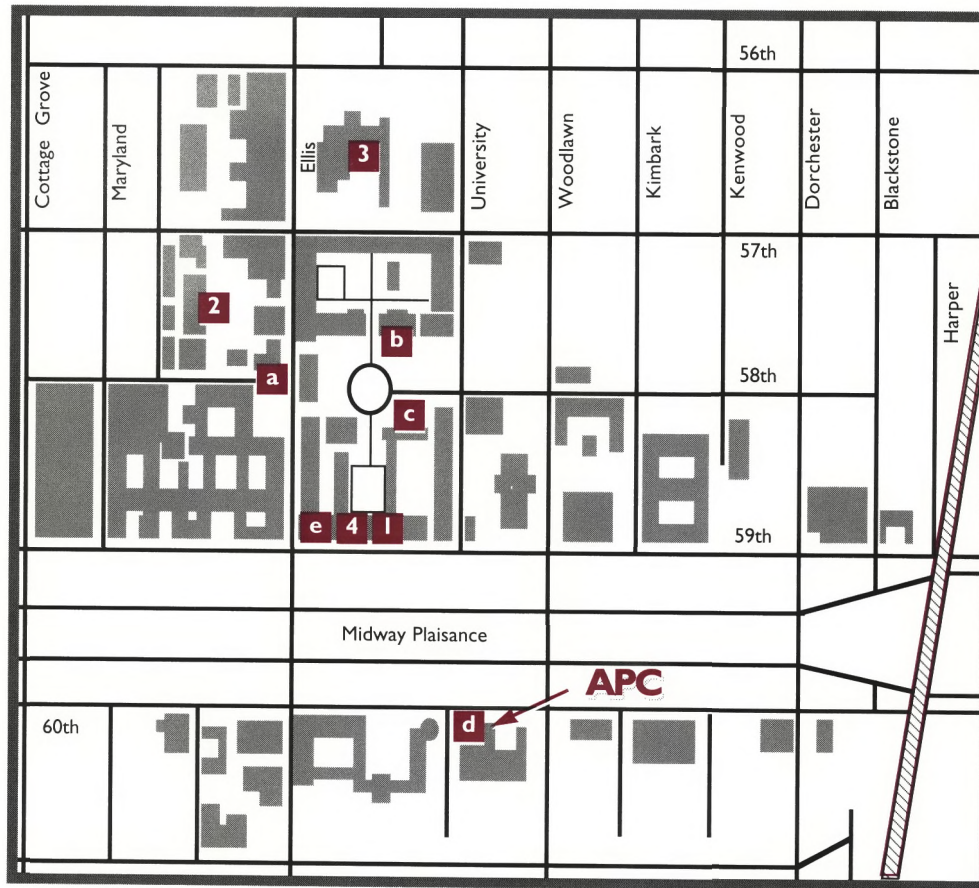 56th
Cottage Grove
Maryland
Ellis
3
University
Woodlawn
Kimbark
Kenwood
Dorchester
Blackstone
57th
2
Harper
b
58th
a
c
e
4
1
59th
Midway Plaisance
APC
60th
d